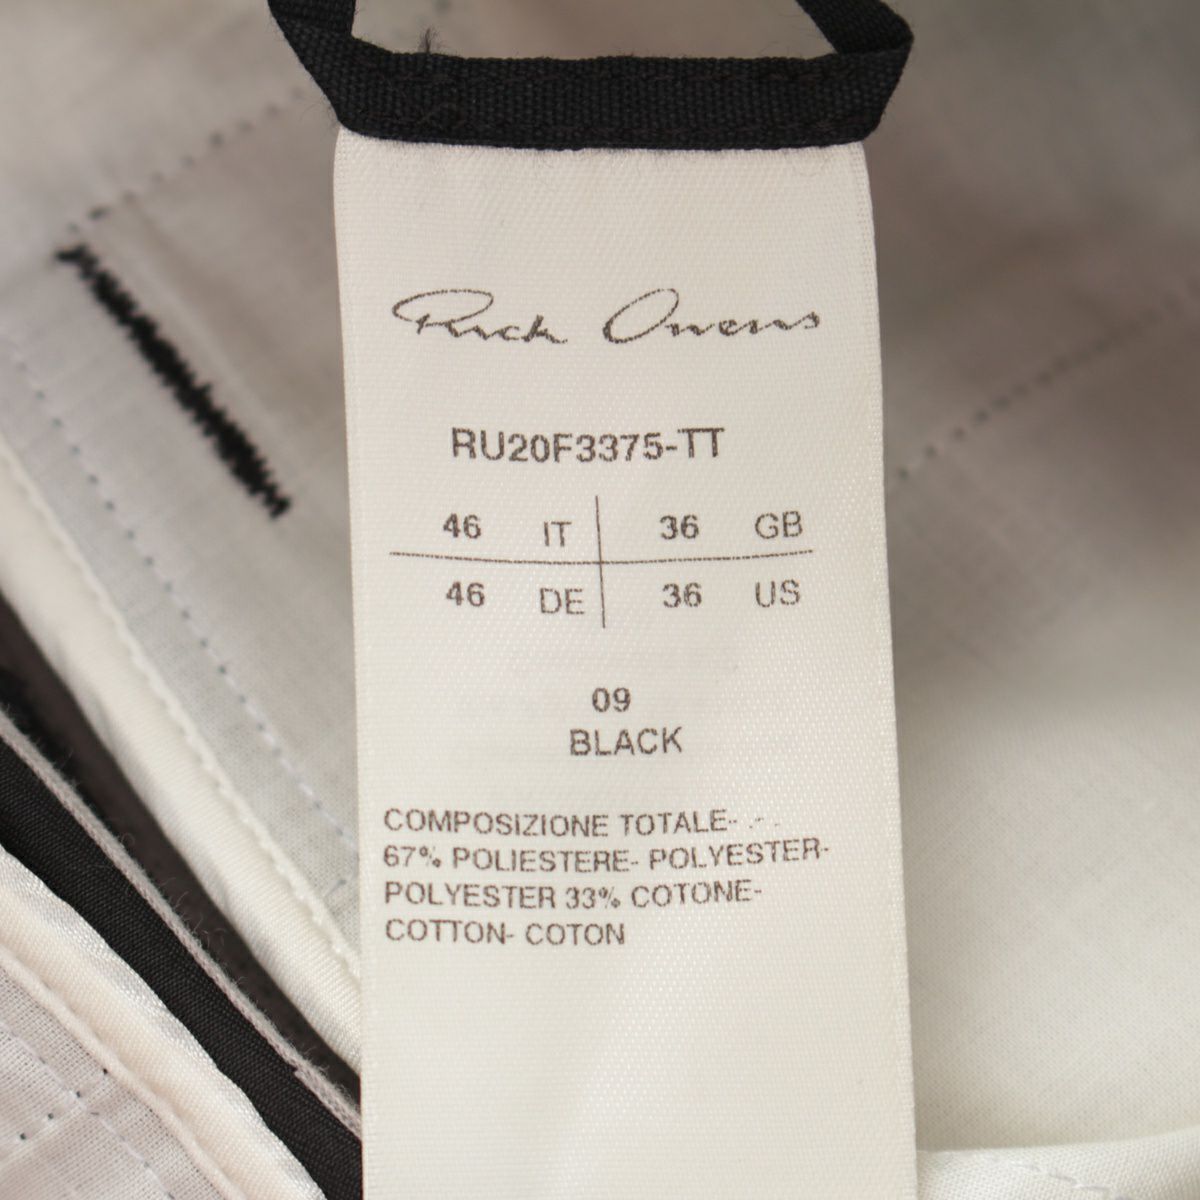 Rick Owens
RU20F3375-TT
46 IT 36 GB
46 DE 36 US
09
BLACK
COMPOSIZIONE TOTALE- .- .
67% POLIESTERE- POLYESTER-
POLYESTER 33% COTONE-
COTTON- COTON